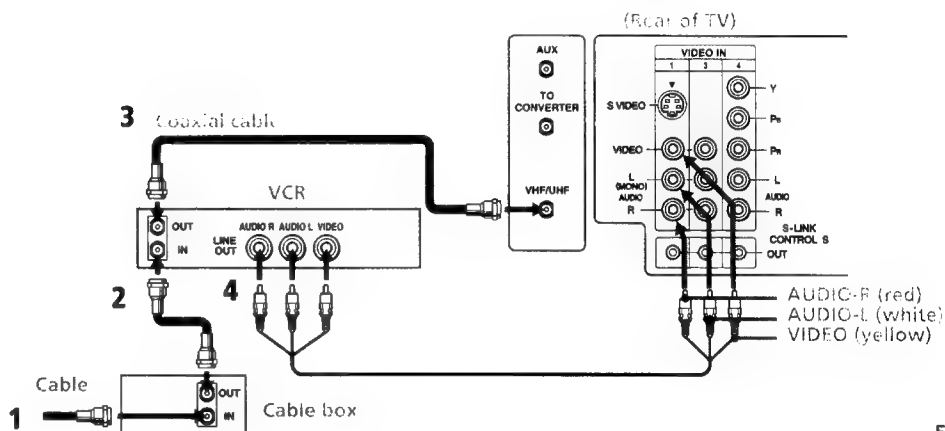 (Rear of TV)
AUX
TO CONVERTER
VHF/UHF
VIDEO IN
1 3 4
S VIDEO
VIDEO
L (MONO)
AUDIO
R
Y
PB
PR
L
AUDIO
R
S-LINK
CONTROL S
OUT
3 Coaxial cable
VCR
OUT
IN
LINE OUT
AUDIO R AUDIO L VIDEO
2
4
AUDIO-R (red)
AUDIO-L (white)
VIDEO (yellow)
Cable
1
OUT
IN
Cable box